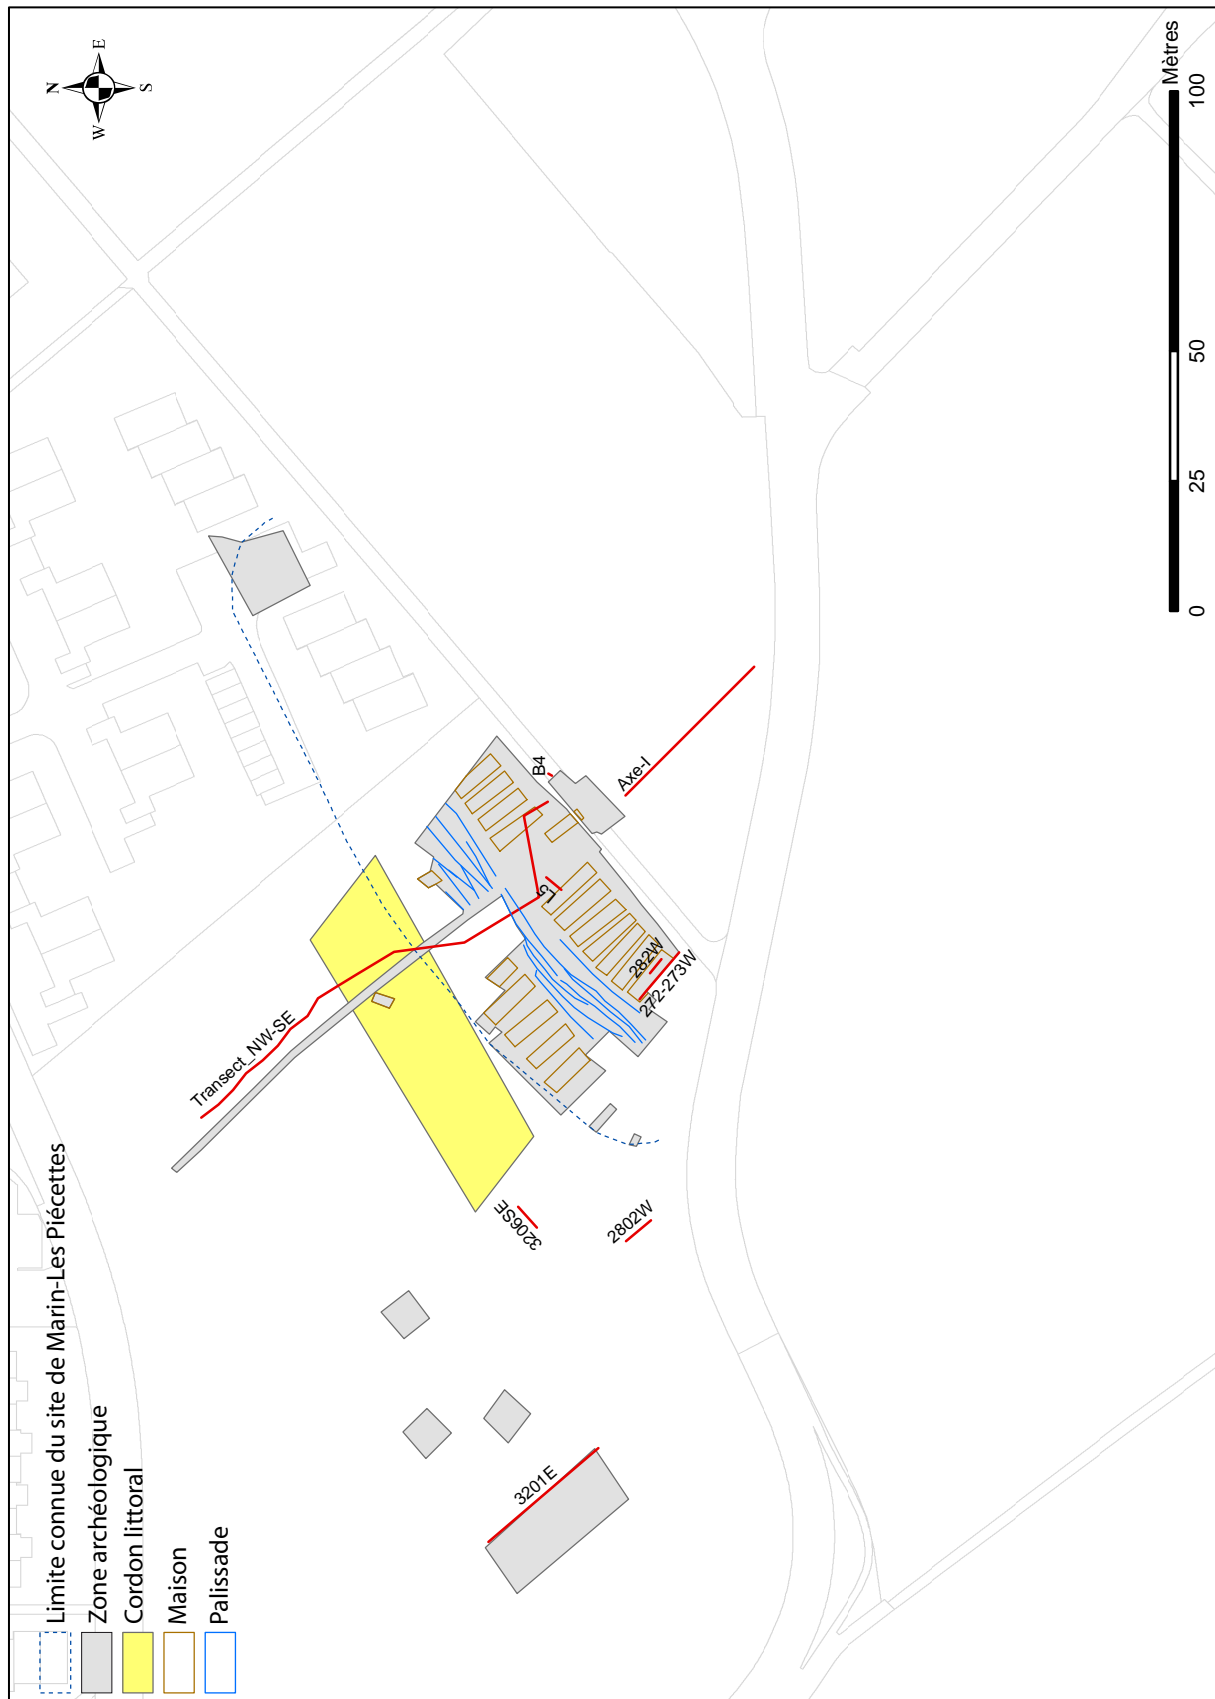 Limite connue du site de Marin-Les Piécettes
Zone archéologique
Cordon littoral
Maison
Palissade
N
E
S
W
Transect_NW-SE
B4
Axe-I
L5
282W
272-273W
3206SE
2802W
3201E
0
25
50
100
Mètres